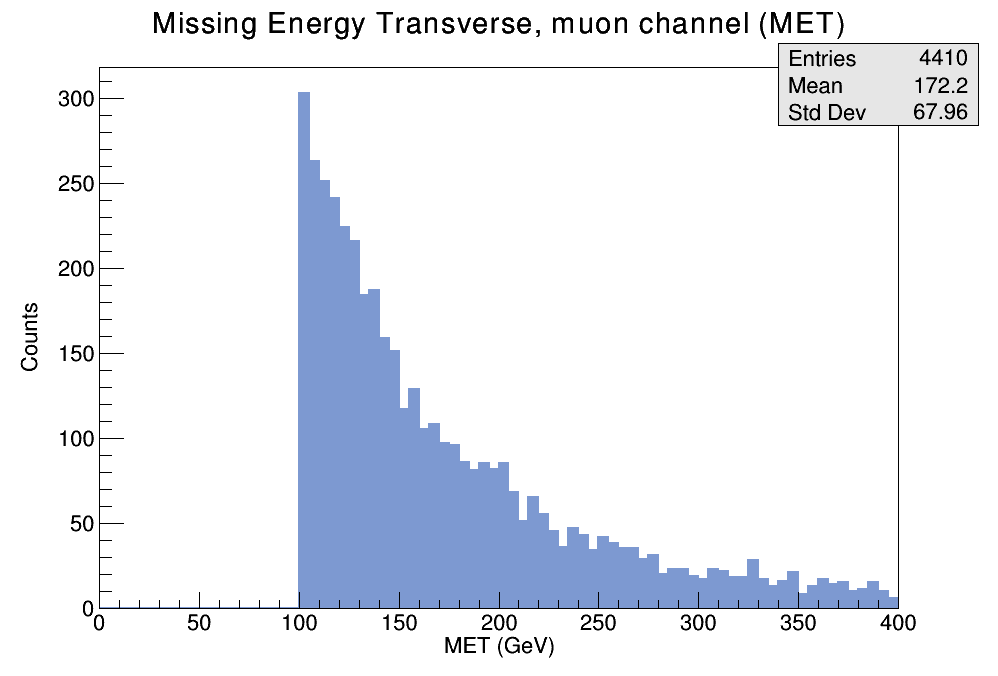 Missing Energy Transverse, muon channel (MET)
Entries 4410
Mean 172.2
Std Dev 67.96
300
250
200
150
100
50
0
Counts
0 50 100 150 200 250 300 350 400
MET (GeV)